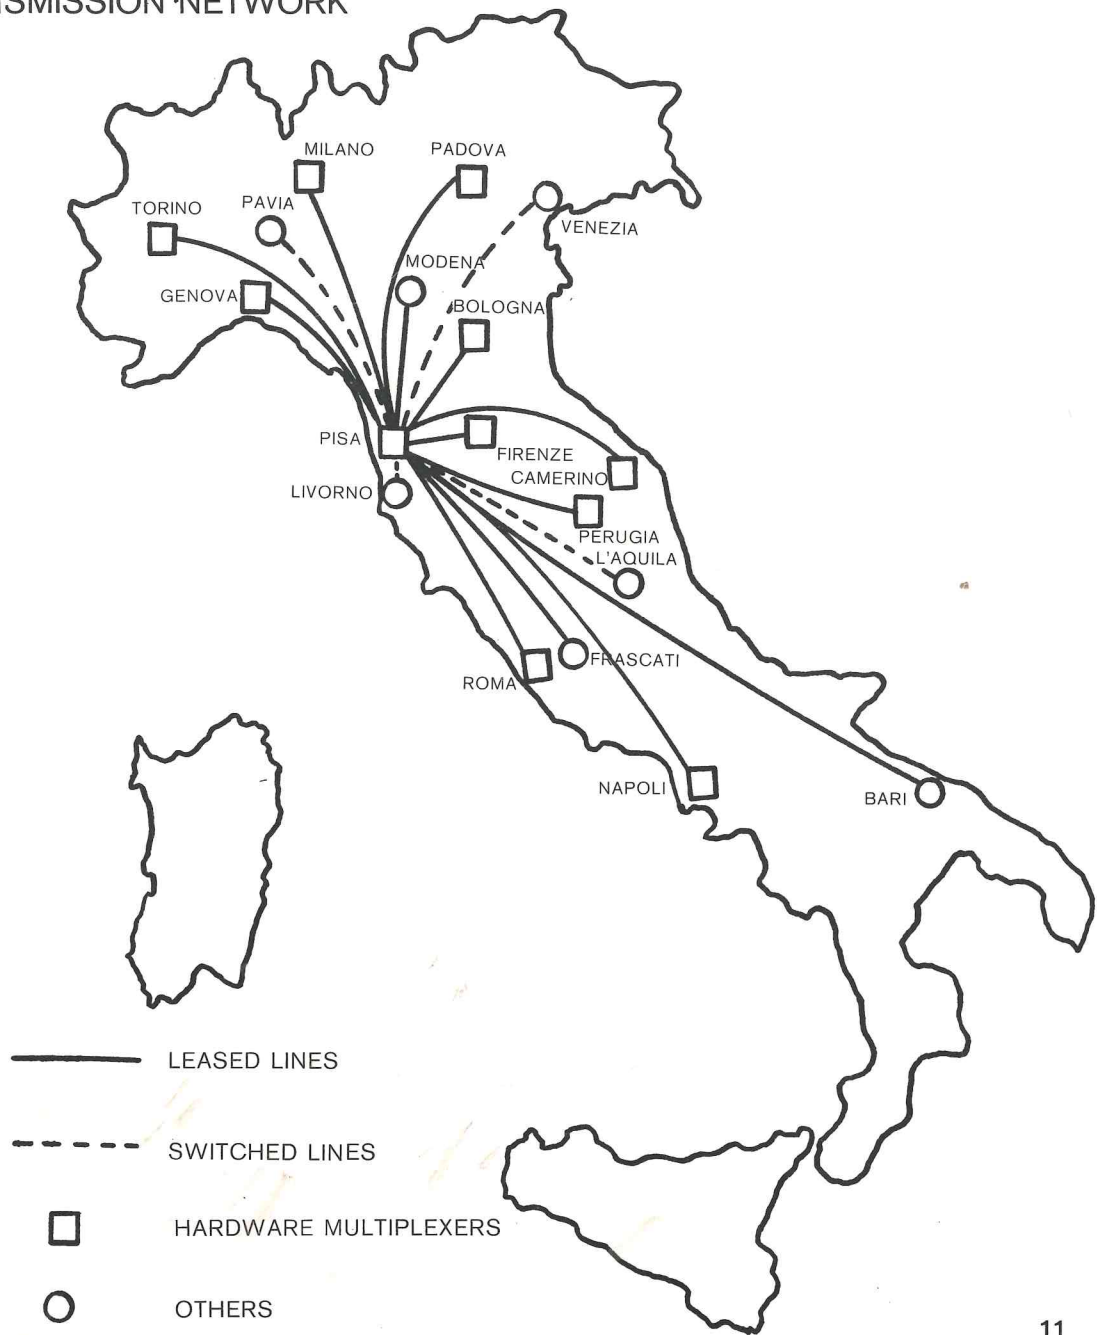 NETWORK
MILANO
PADOVA
TORINO
PAVIA
VENEZIA
MODENA
GENOVA
BOLOGNA
PISA
FIRENZE
CAMERINO
LIVORNO
PERUGIA
L'AQUILA
FRASCATI
ROMA
NAPOLI
BARI
LEASED LINES
SWITCHED LINES
HARDWARE MULTIPLEXERS
OTHERS
11